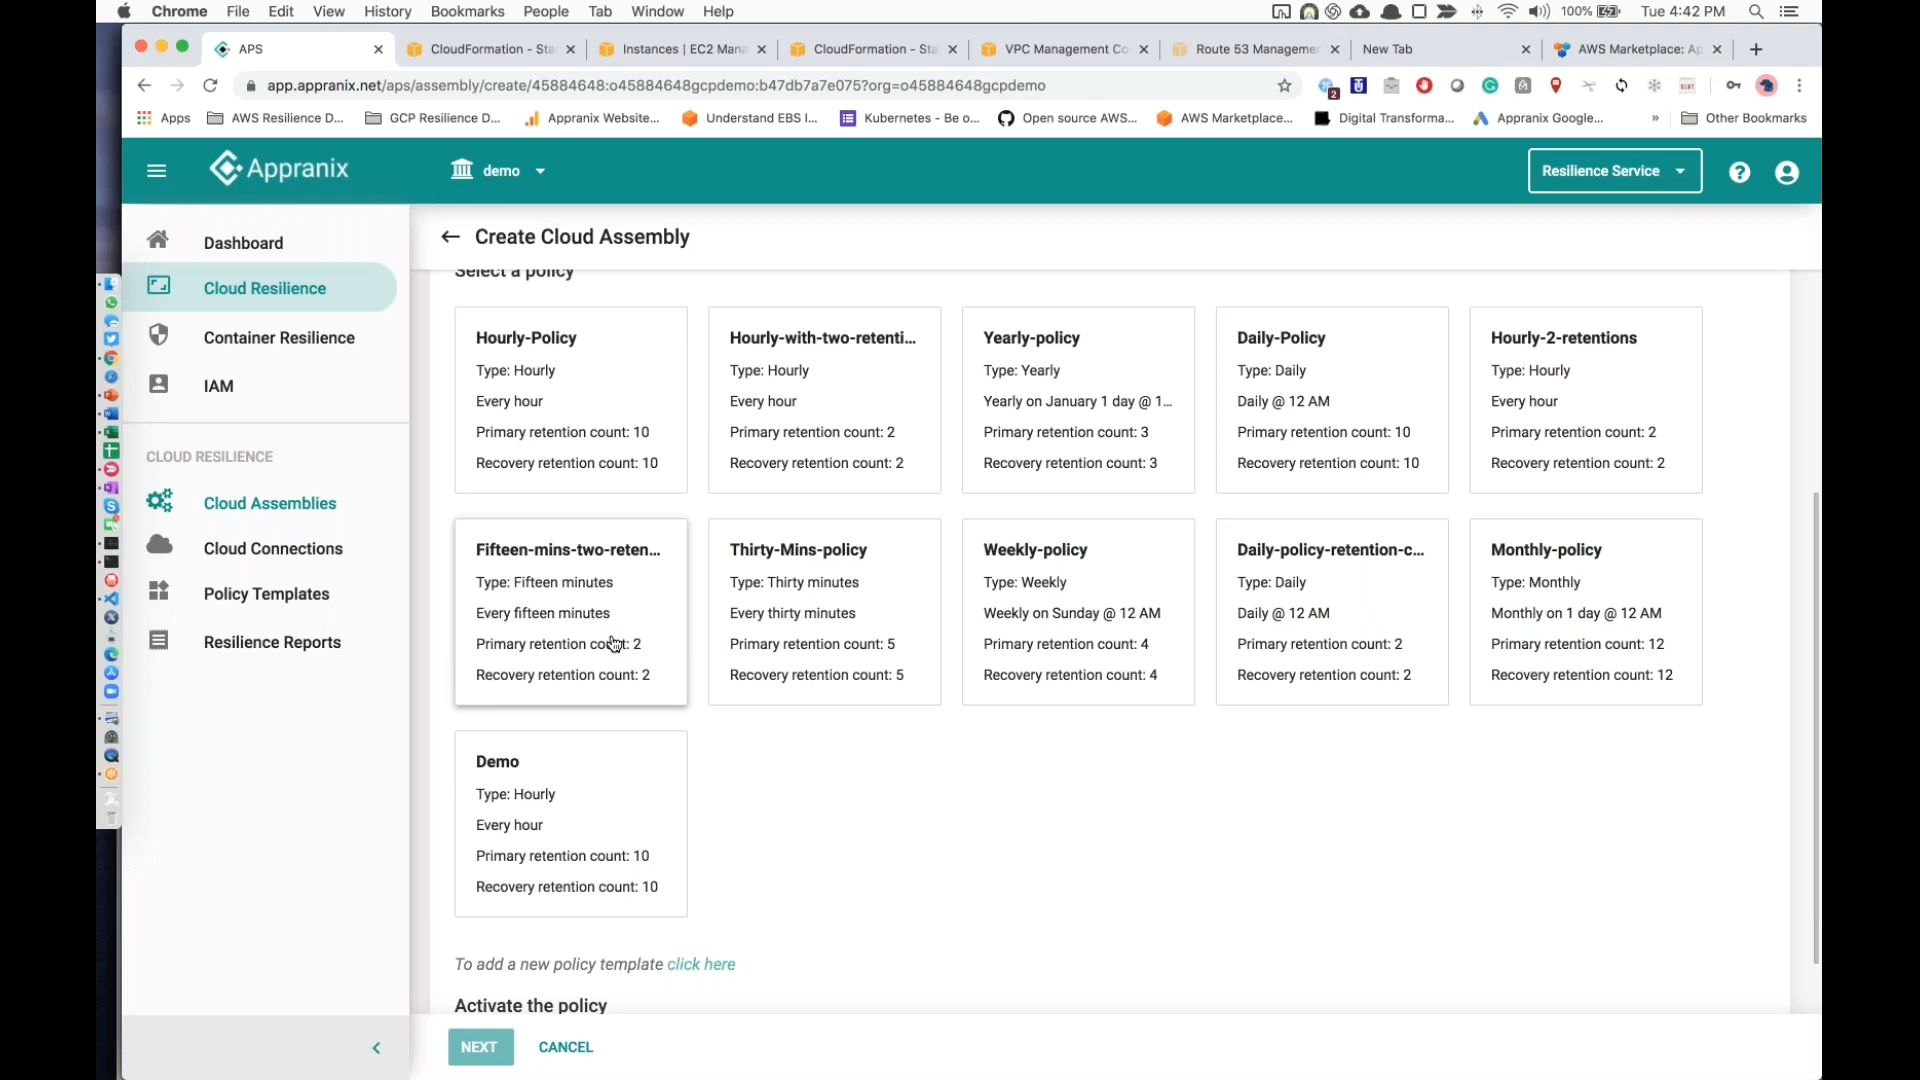 Chrome File Edit View History Bookmarks People Tab Window Help 100% Tue 4:42 PM
APS CloudFormation - Sta Instances | EC2 Mana CloudFormation - Sta VPC Management Co Route 53 Managemen New Tab AWS Marketplace: Ap
app.appranix.net/aps/assembly/create/45884648:o45884648gcpdemo:b47db7a7e075?org=o45884648gcpdemo 2
Apps AWS Resilience D... GCP Resilience D... Appranix Website... Understand EBS I... Kubernetes - Be o... Open source AWS... AWS Marketplace... Digital Transforma... Appranix Google... » Other Bookmarks
Appranix demo Resilience Service ?
Dashboard
Cloud Resilience
Container Resilience
IAM
CLOUD RESILIENCE
Cloud Assemblies
Cloud Connections
Policy Templates
Resilience Reports
Create Cloud Assembly
Select a policy
Hourly-Policy
Type: Hourly
Every hour
Primary retention count: 10
Recovery retention count: 10
Hourly-with-two-retenti...
Type: Hourly
Every hour
Primary retention count: 2
Recovery retention count: 2
Yearly-policy
Type: Yearly
Yearly on January 1 day @ 1...
Primary retention count: 3
Recovery retention count: 3
Daily-Policy
Type: Daily
Daily @ 12 AM
Primary retention count: 10
Recovery retention count: 10
Hourly-2-retentions
Type: Hourly
Every hour
Primary retention count: 2
Recovery retention count: 2
Fifteen-mins-two-reten...
Type: Fifteen minutes
Every fifteen minutes
Primary retention count: 2
Recovery retention count: 2
Thirty-Mins-policy
Type: Thirty minutes
Every thirty minutes
Primary retention count: 5
Recovery retention count: 5
Weekly-policy
Type: Weekly
Weekly on Sunday @ 12 AM
Primary retention count: 4
Recovery retention count: 4
Daily-policy-retention-c...
Type: Daily
Daily @ 12 AM
Primary retention count: 2
Recovery retention count: 2
Monthly-policy
Type: Monthly
Monthly on 1 day @ 12 AM
Primary retention count: 12
Recovery retention count: 12
Demo
Type: Hourly
Every hour
Primary retention count: 10
Recovery retention count: 10
To add a new policy template click here
Activate the policy
NEXT CANCEL